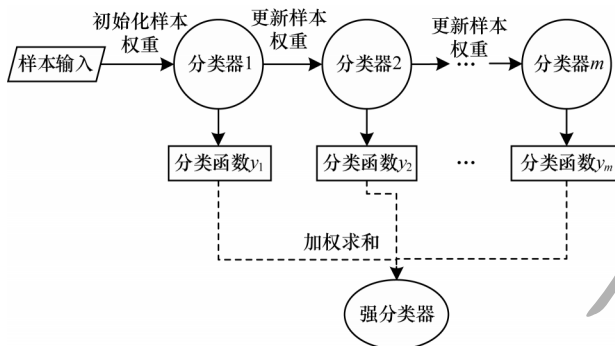 初始化样本
权重
更新样本
权重
更新样本
权重
样本输入
分类器1
分类器2
...
分类器m
分类函数y₁
分类函数y₂
...
分类函数yₘ
加权求和
强分类器